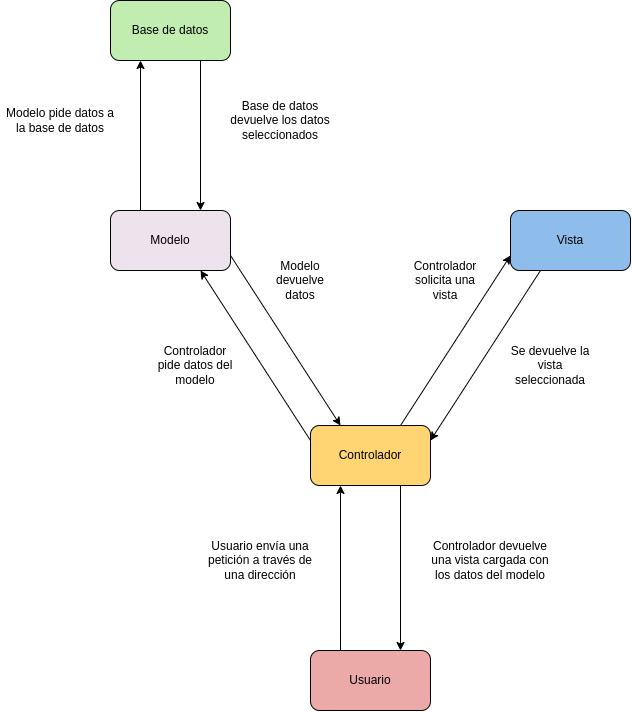 Base de datos
Modelo pide datos a
la base de datos
Base de datos
devuelve los datos
seleccionados
Modelo
Vista
Modelo
devuelve
datos
Controlador
solicita una
vista
Controlador
pide datos del
modelo
Se devuelve la
vista
seleccionada
Controlador
Usuario envía una
petición a través de
una dirección
Controlador devuelve
una vista cargada con
los datos del modelo
Usuario